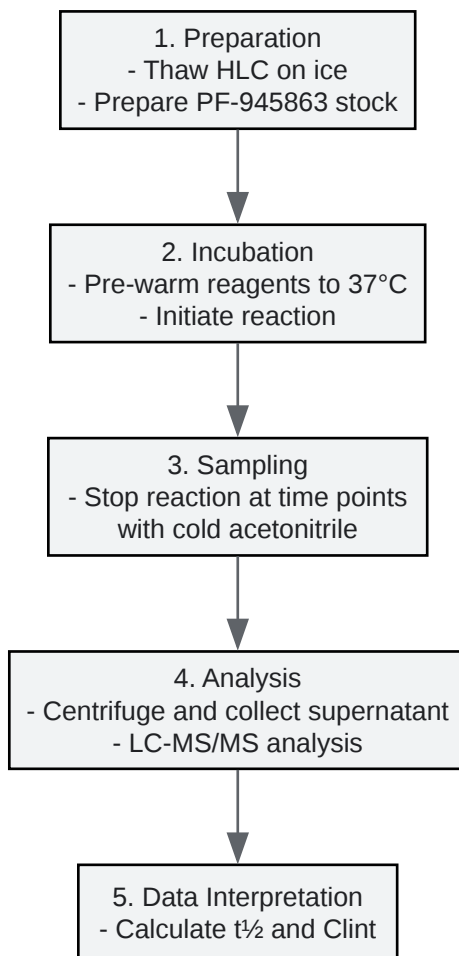 1. Preparation
- Thaw HLC on ice
- Prepare PF-945863 stock
2. Incubation
- Pre-warm reagents to 37°C
- Initiate reaction
3. Sampling
- Stop reaction at time points
with cold acetonitrile
4. Analysis
- Centrifuge and collect supernatant
- LC-MS/MS analysis
5. Data Interpretation
- Calculate t½ and Clint